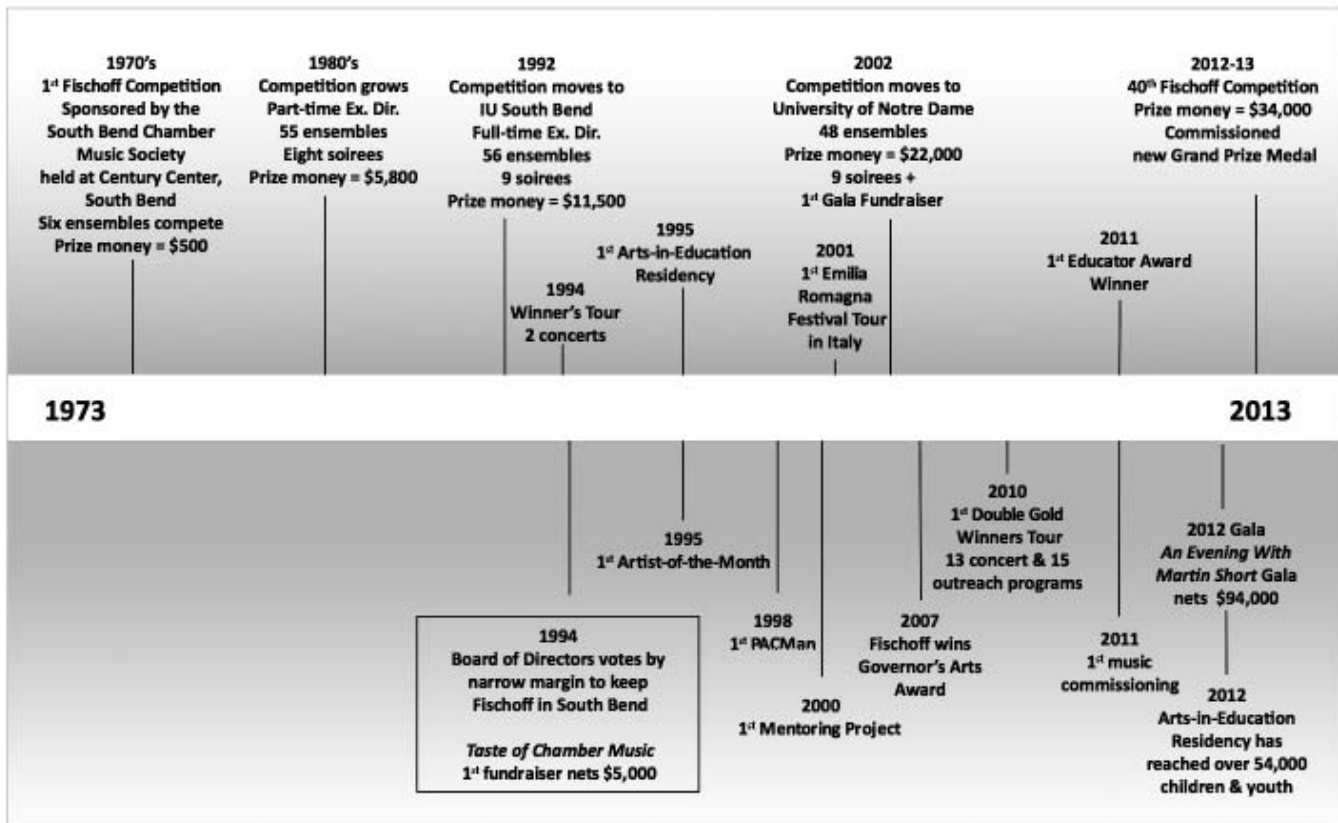 1970's
1st Fischoff Competition
Sponsored by the
South Bend Chamber
Music Society
held at Century Center,
South Bend
Six ensembles compete
Prize money = $500
1980's
Competition grows
Part-time Ex. Dir.
55 ensembles
Eight soirees
Prize money = $5,800
1992
Competition moves to
IU South Bend
Full-time Ex. Dir.
56 ensembles
9 soirees
Prize money = $11,500
1994
Winner's Tour
2 concerts
1995
1st Arts-in-Education
Residency
2001
1st Emilia
Romagna
Festival Tour
in Italy
2002
Competition moves to
University of Notre Dame
48 ensembles
Prize money = $22,000
9 soirees +
1st Gala Fundraiser
2011
1st Educator Award
Winner
2012-13
40th Fischoff Competition
Prize money = $34,000
Commissioned
new Grand Prize Medal
1973
2013
1994
Board of Directors votes by
narrow margin to keep
Fischoff in South Bend
Taste of Chamber Music
1st fundraiser nets $5,000
1995
1st Artist-of-the-Month
1998
1st PACMan
2000
1st Mentoring Project
2007
Fischoff wins
Governor's Arts
Award
2010
1st Double Gold
Winners Tour
13 concert & 15
outreach programs
2011
1st music
commissioning
2012 Gala
An Evening With
Martin Short Gala
nets $94,000
2012
Arts-in-Education
Residency has
reached over 54,000
children & youth